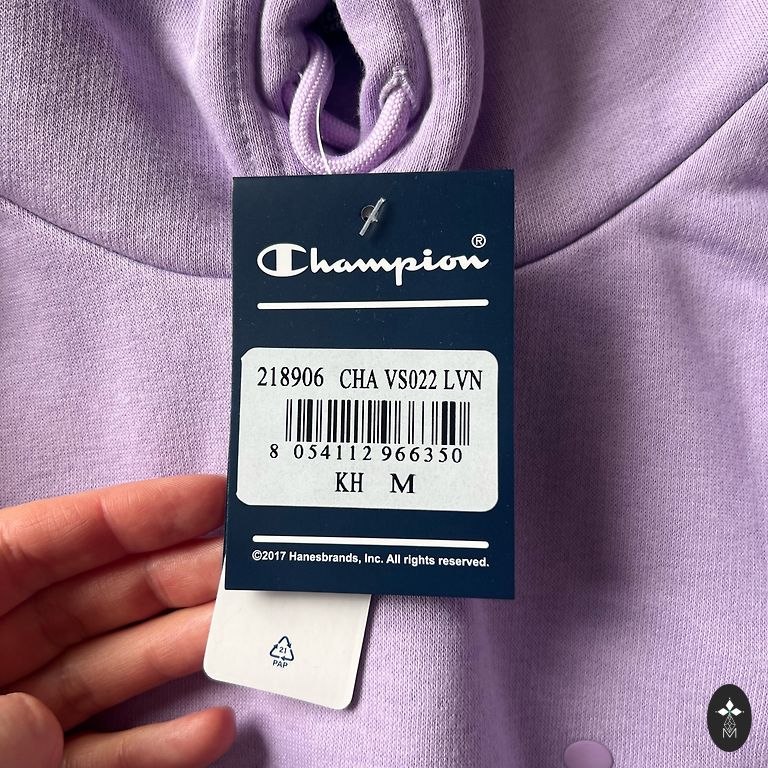 Champion®
218906 CHA VS022 LVN
8 054112 966350
KH M
©2017 Hanesbrands, Inc. All rights reserved.
21
PAP
M